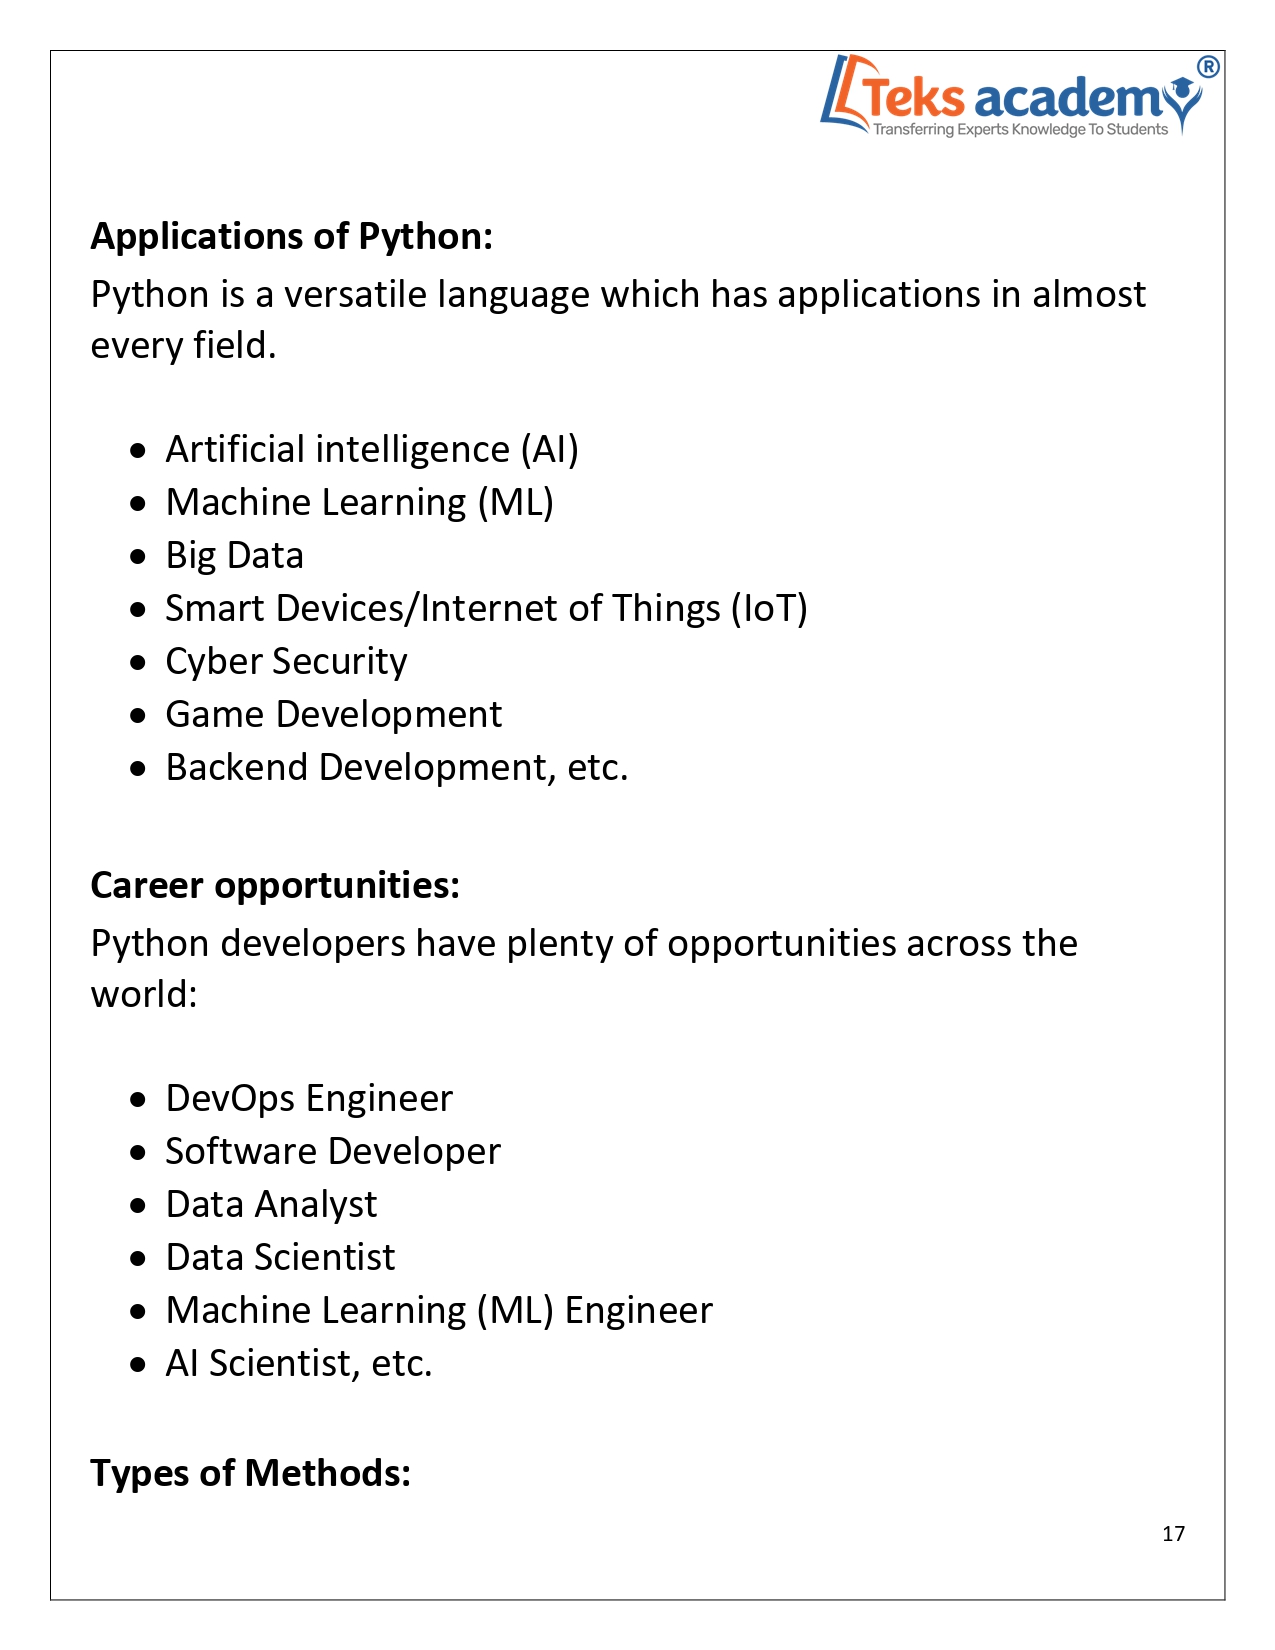 Teks academy ®
Transferring Experts Knowledge To Students
Applications of Python:
Python is a versatile language which has applications in almost
every field.
• Artificial intelligence (AI)
• Machine Learning (ML)
• Big Data
• Smart Devices/Internet of Things (IoT)
• Cyber Security
• Game Development
• Backend Development, etc.
Career opportunities:
Python developers have plenty of opportunities across the
world:
• DevOps Engineer
• Software Developer
• Data Analyst
• Data Scientist
• Machine Learning (ML) Engineer
• AI Scientist, etc.
Types of Methods:
17